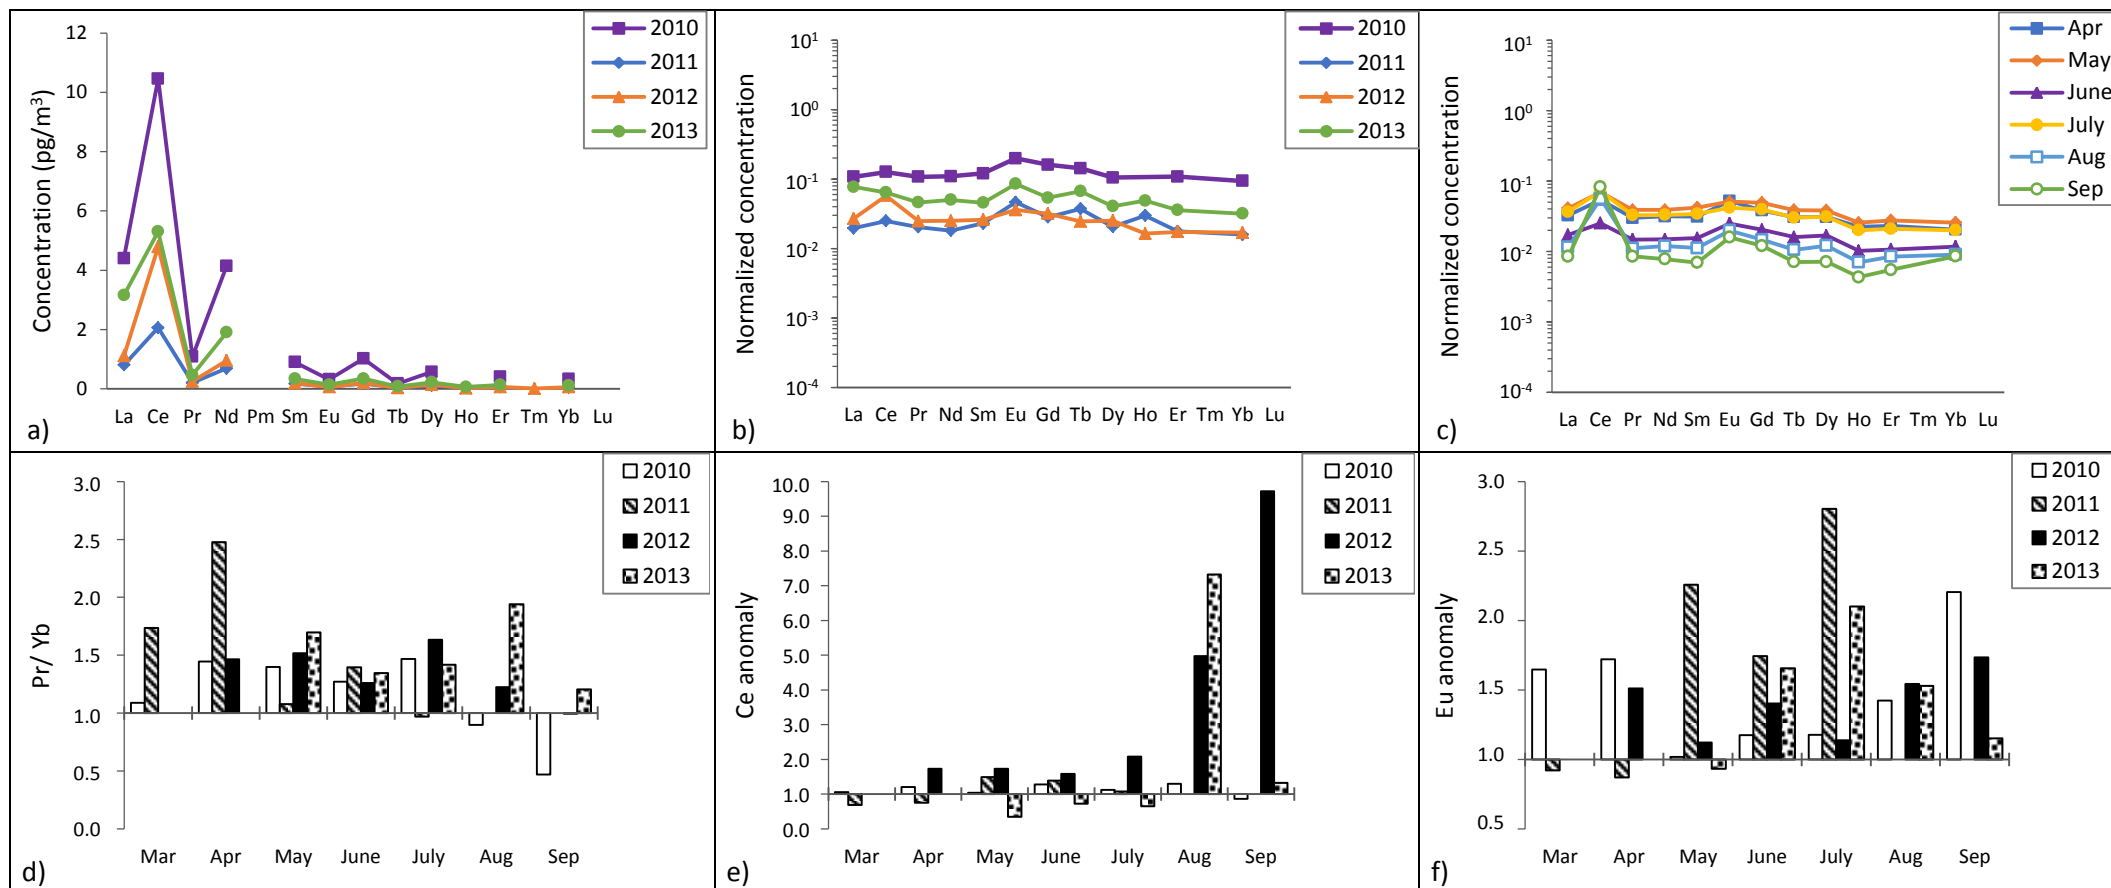 12
10
8
6
4
2
0
Concentration (pg/m³)
La Ce Pr Nd Pm Sm Eu Gd Tb Dy Ho Er Tm Yb Lu
2010
2011
2012
2013
a)
10¹
10⁰
10⁻¹
10⁻²
10⁻³
10⁻⁴
Normalized concentration
La Ce Pr Nd Sm Eu Gd Tb Dy Ho Er Tm Yb Lu
2010
2011
2012
2013
b)
10¹
10⁰
10⁻¹
10⁻²
10⁻³
10⁻⁴
Normalized concentration
La Ce Pr Nd Sm Eu Gd Tb Dy Ho Er Tm Yb Lu
Apr
May
June
July
Aug
Sep
c)
3.0
2.5
2.0
1.5
1.0
0.5
0.0
Pr/ Yb
Mar Apr May June July Aug Sep
2010
2011
2012
2013
d)
10.0
9.0
8.0
7.0
6.0
5.0
4.0
3.0
2.0
1.0
0.0
Ce anomaly
Mar Apr May June July Aug Sep
2010
2011
2012
2013
e)
3.0
2.5
2.0
1.5
1.0
0.5
Eu anomaly
Mar Apr May June July Aug Sep
2010
2011
2012
2013
f)